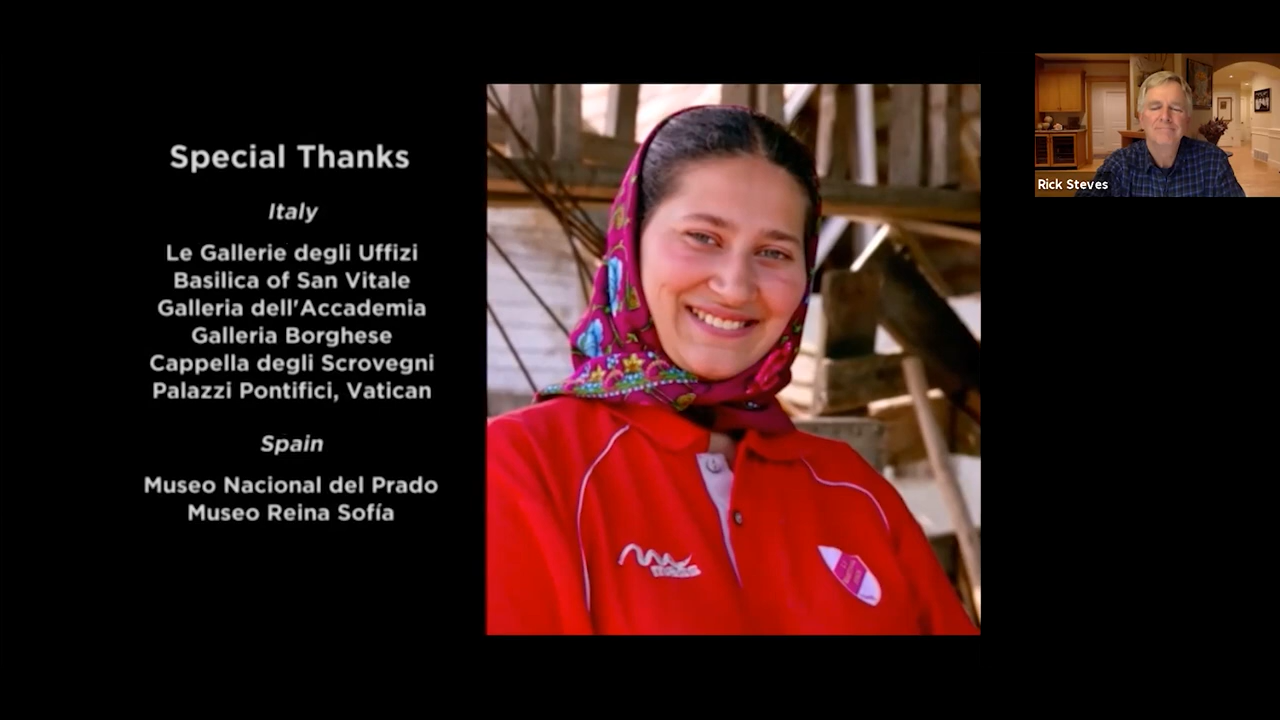 Special Thanks
Italy
Le Gallerie degli Uffizi
Basilica of San Vitale
Galleria dell'Accademia
Galleria Borghese
Cappella degli Scrovegni
Palazzi Pontifici, Vatican
Spain
Museo Nacional del Prado
Museo Reina Sofía
Rick Steves